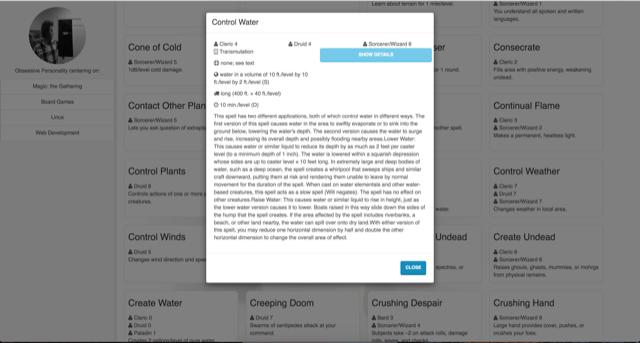 Obsessive Personality centering on:
Magic: the Gathering
Board Games
Linux
Web Development
Learn about terrain for 1 mile/level.
Sorcerer/Wizard 5
You understand all spoken and written
languages.
Cone of Cold
Sorcerer/Wizard 5
1d6/level cold damage.
Consecrate
Cleric 2
Fills area with positive energy, weakening
undead.
Contact Other Plan
Sorcerer/Wizard 5
Lets you ask question of extrapla
Continual Flame
Cleric 3
Sorcerer/Wizard 2
Makes a permanent, heatless light.
Control Plants
Druid 8
Controls actions of one or more p
creatures.
Cleric 7
Druid 7
Sorcerer/Wizard 7
Changes weather in local area.
Control Winds
Druid 5
Changes wind direction and spee
Undead
Create Undead
Cleric 6
Sorcerer/Wizard 6
Raises ghouls, ghasts, mummies, or mohrgs
from physical remains.
Create Water
Cleric 0
Druid 0
Paladin 1
Creates 2 gallons/level of pure water.
Creeping Doom
Druid 7
Swarms of centipedes attack at your
command.
Crushing Despair
Bard 3
Sorcerer/Wizard 4
Subjects take -2 on attack rolls, damage
rolls, saves, and checks.
Crushing Hand
Sorcerer/Wizard 9
Large hand provides cover, pushes, or
crushes your foes.
Control Water
Cleric 4
Druid 4
Sorcerer/Wizard 6
Transmutation
SHOW DETAILS
none; see text
water in a volume of 10 ft./level by 10
ft./level by 2 ft./level (S)
long (400 ft. + 40 ft./level)
10 min./level (D)
This spell has two different applications, both of which control water in different ways. The
first version of this spell causes water in the area to swiftly evaporate or to sink into the
ground below, lowering the water's depth. The second version causes the water to surge
and rise, increasing its overall depth and possibly flooding nearby areas.Lower Water:
This causes water or similar liquid to reduce its depth by as much as 2 feet per caster
level (to a minimum depth of 1 inch). The water is lowered within a squarish depression
whose sides are up to caster level x 10 feet long. In extremely large and deep bodies of
water, such as a deep ocean, the spell creates a whirlpool that sweeps ships and similar
craft downward, putting them at risk and rendering them unable to leave by normal
movement for the duration of the spell. When cast on water elementals and other water-
based creatures, this spell acts as a slow spell (Will negates). The spell has no effect on
other creatures.Raise Water: This causes water or similar liquid to rise in height, just as
the lower water version causes it to lower. Boats raised in this way slide down the sides of
the hump that the spell creates. If the area affected by the spell includes riverbanks, a
beach, or other land nearby, the water can spill over onto dry land.With either version of
this spell, you may reduce one horizontal dimension by half and double the other
horizontal dimension to change the overall area of effect.
CLOSE